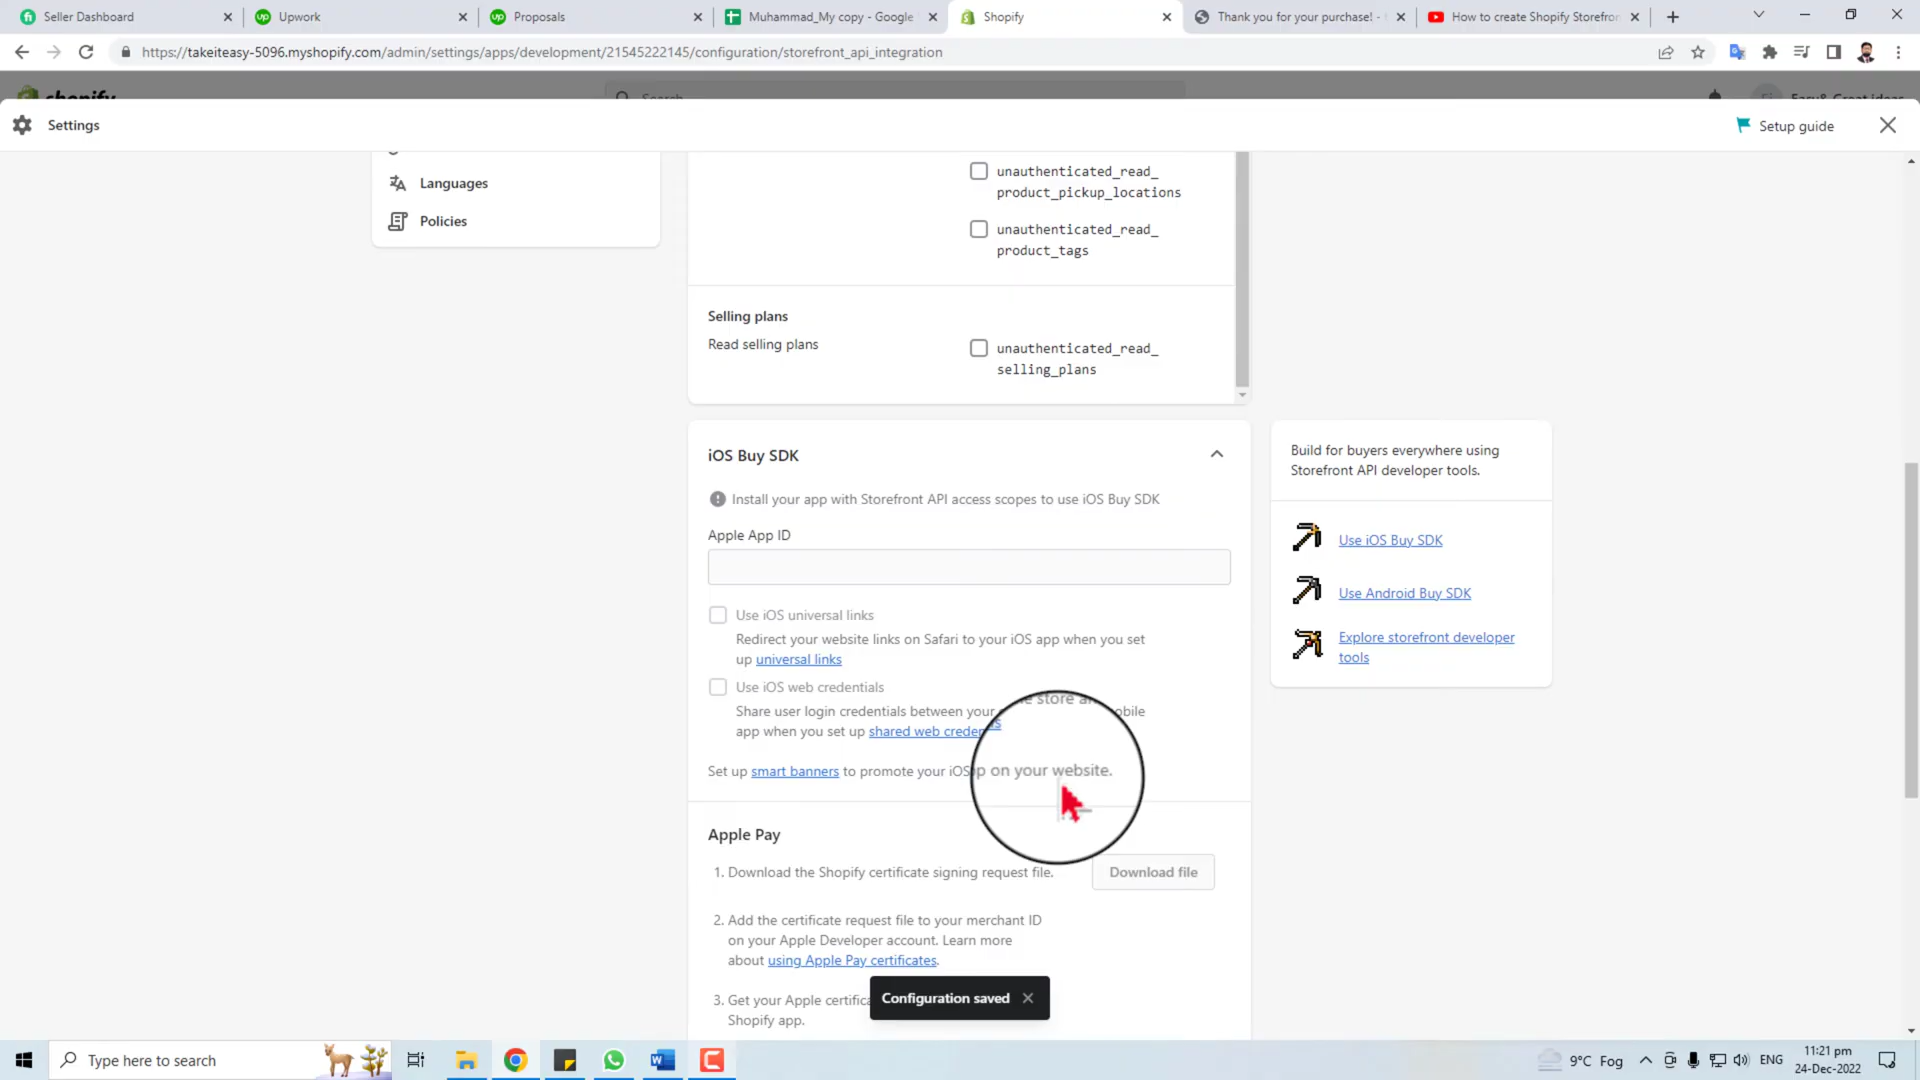 Seller Dashboard
Upwork
Proposals
Muhammad_My copy - Google
Shopify
Thank you for your purchase! -
How to create Shopify Storefron
https://takeiteasy-5096.myshopify.com/admin/settings/apps/development/21545222145/configuration/storefront_api_integration
shopify
Search
Easy& Great ideas
Settings
Setup guide
Languages
Policies
unauthenticated_read_
product_pickup_locations
unauthenticated_read_
product_tags
Selling plans
Read selling plans
unauthenticated_read_
selling_plans
iOS Buy SDK
Install your app with Storefront API access scopes to use iOS Buy SDK
Apple App ID
Use iOS universal links
Redirect your website links on Safari to your iOS app when you set
up universal links
Use iOS web credentials
Share user login credentials between your store an obile
app when you set up shared web creden s
Set up smart banners to promote your iOS p on your website.
Apple Pay
1. Download the Shopify certificate signing request file.
Download file
2. Add the certificate request file to your merchant ID
on your Apple Developer account. Learn more
about using Apple Pay certificates.
3. Get your Apple certifica
Shopify app.
Configuration saved
Build for buyers everywhere using
Storefront API developer tools.
Use iOS Buy SDK
Use Android Buy SDK
Explore storefront developer
tools
Type here to search
9°C Fog
ENG
11:21 pm
24-Dec-2022